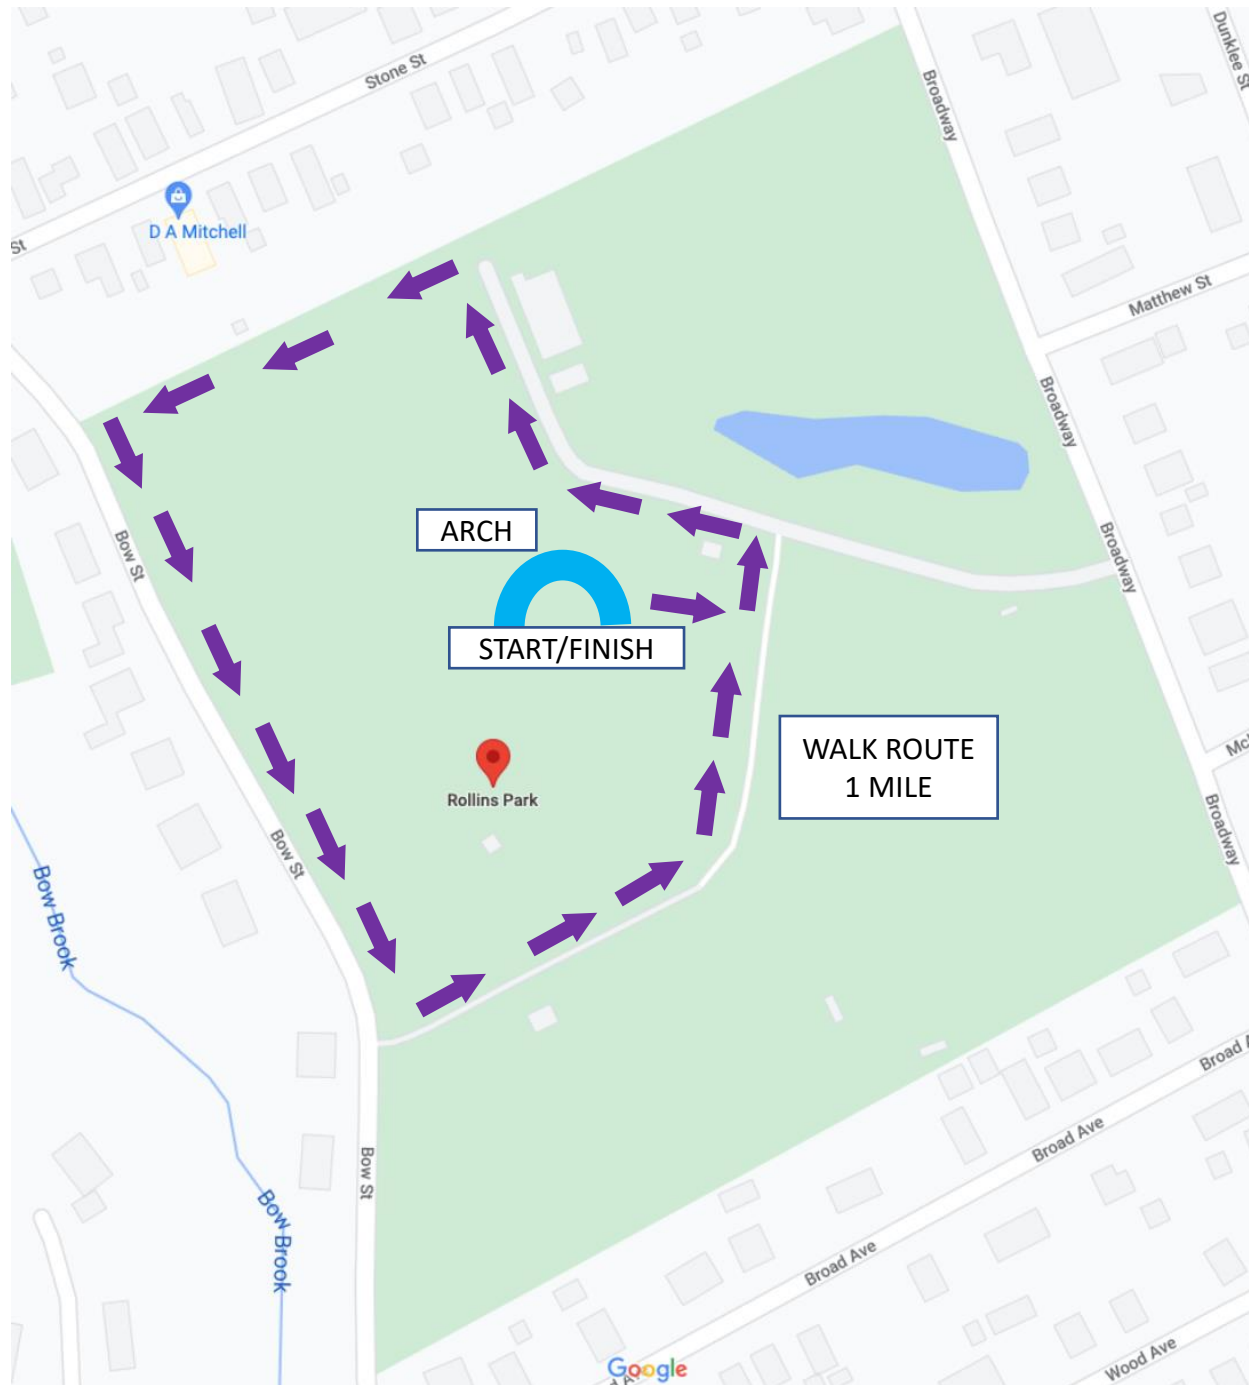 Stone St
Broadway
Dunklee St
D A Mitchell
St
Matthew St
Broadway
ARCH
Bow St
Broadway
START/FINISH
WALK ROUTE
1 MILE
Rollins Park
Broadway
Bow St
Bow Brook
Broad
Broad Ave
Bow St
Bow Brook
Broad Ave
Wood Ave
Google